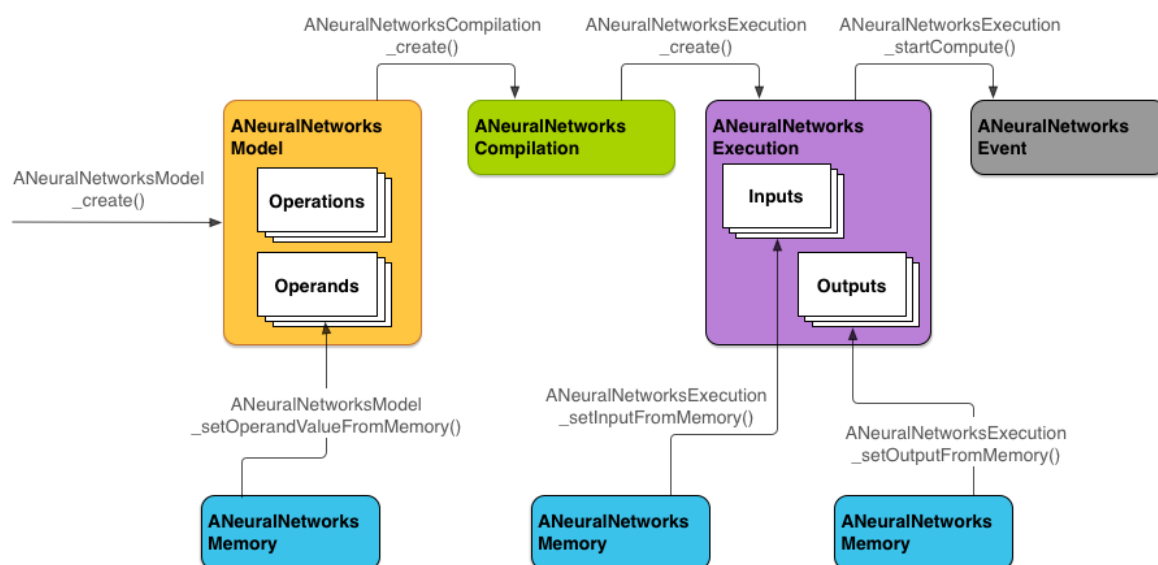 ANeuralNetworksCompilation
_create()
ANeuralNetworksExecution
_create()
ANeuralNetworksExecution
_startCompute()
ANeuralNetworksModel
_create()
ANeuralNetworks
Model
Operations
Operands
ANeuralNetworks
Compilation
ANeuralNetworks
Execution
Inputs
Outputs
ANeuralNetworks
Event
ANeuralNetworksModel
_setOperandValueFromMemory()
ANeuralNetworksExecution
_setInputFromMemory()
ANeuralNetworksExecution
_setOutputFromMemory()
ANeuralNetworks
Memory
ANeuralNetworks
Memory
ANeuralNetworks
Memory